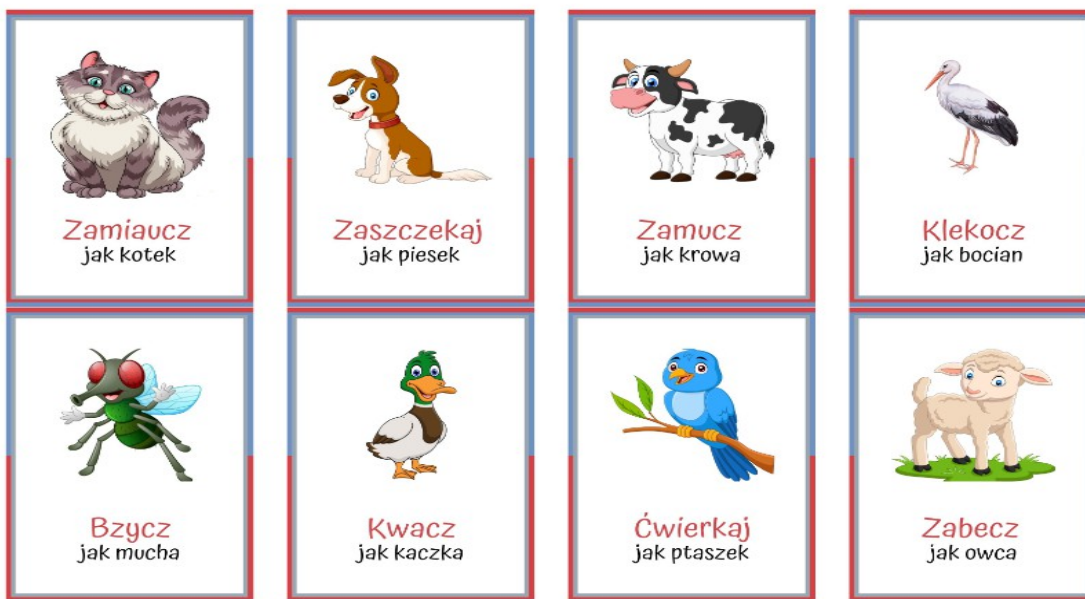 Zamiaucz
jak kotek
Zaszczekaj
jak piesek
Zamucz
jak krowa
Klekocz
jak bocian
Bzycz
jak mucha
Kwacz
jak kaczka
Ćwierkaj
jak ptaszek
Zabecz
jak owca